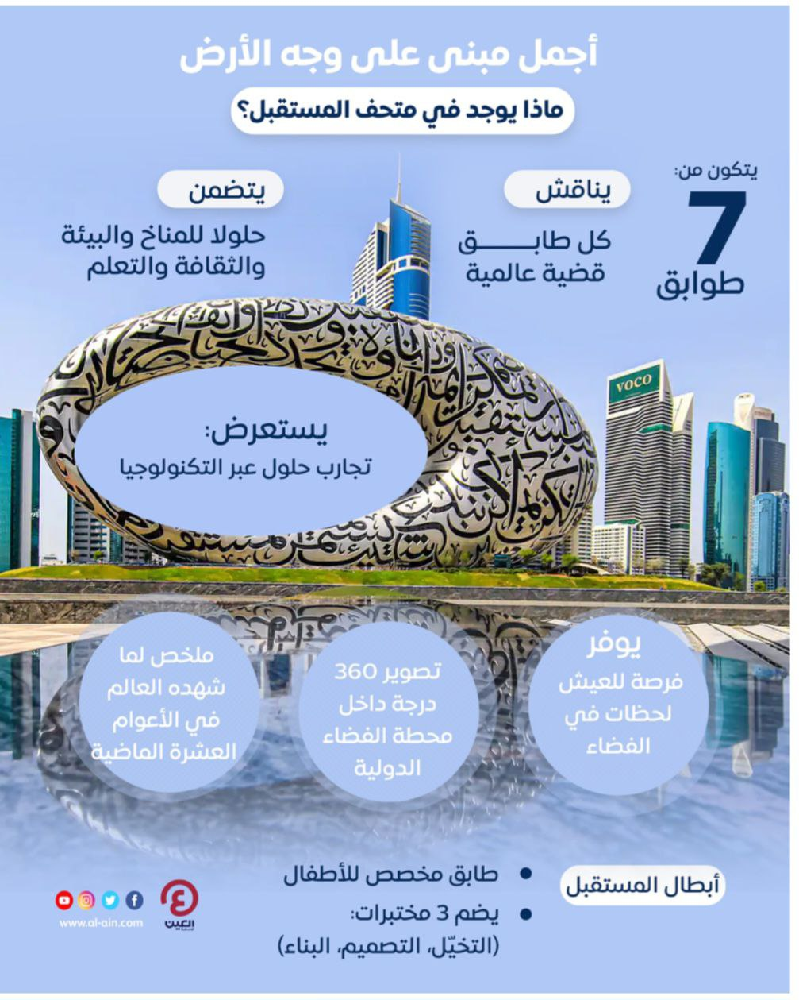 أجمل مبنى على وجه الأرض
ماذا يوجد في متحف المستقبل؟
يتكون من:
7
طوابق
يناقش
كل طابـــــــق
قضية عالمية
يتضمن
حلولا للمناخ والبيئة
والثقافة والتعلم
VOCO
يستعرض:
تجارب حلول عبر التكنولوجيا
يوفر
فرصة للعيش
لحظات في
الفضاء
تصوير 360
درجة داخل
محطة الفضاء
الدولية
ملخص لما
شهده العالم
في الأعوام
العشرة الماضية
أبطال المستقبل
• طابق مخصص للأطفال
• يضم 3 مختبرات:
(التخيّل، التصميم، البناء)
العين
www.al-ain.com